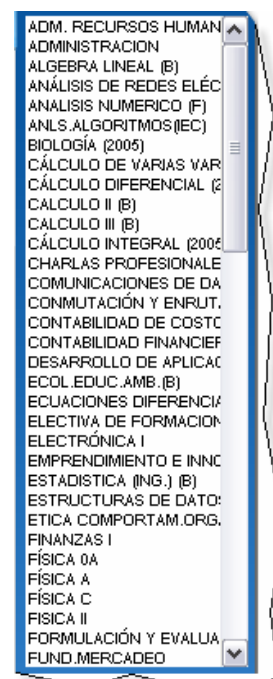 ADM. RECURSOS HUMAN
ADMINISTRACION
ALGEBRA LINEAL (B)
ANÁLISIS DE REDES ELÉC
ANALISIS NUMERICO (F)
ANLS.ALGORITMOS(IEC)
BIOLOGÍA (2005)
CÁLCULO DE VARIAS VAR
CÁLCULO DIFERENCIAL (2
CALCULO II (B)
CALCULO III (B)
CÁLCULO INTEGRAL (2005
CHARLAS PROFESIONALE
COMUNICACIONES DE DA
CONMUTACIÓN Y ENRUT.
CONTABILIDAD DE COSTO
CONTABILIDAD FINANCIER
DESARROLLO DE APLICAC
ECOL.EDUC.AMB.(B)
ECUACIONES DIFERENCIA
ELECTIVA DE FORMACION
ELECTRÓNICA I
EMPRENDIMIENTO E INNO
ESTADISTICA (ING.) (B)
ESTRUCTURAS DE DATOS
ETICA COMPORTAM.ORG.
FINANZAS I
FÍSICA 0A
FÍSICA A
FÍSICA C
FISICA II
FORMULACIÓN Y EVALUA
FUND.MERCADEO